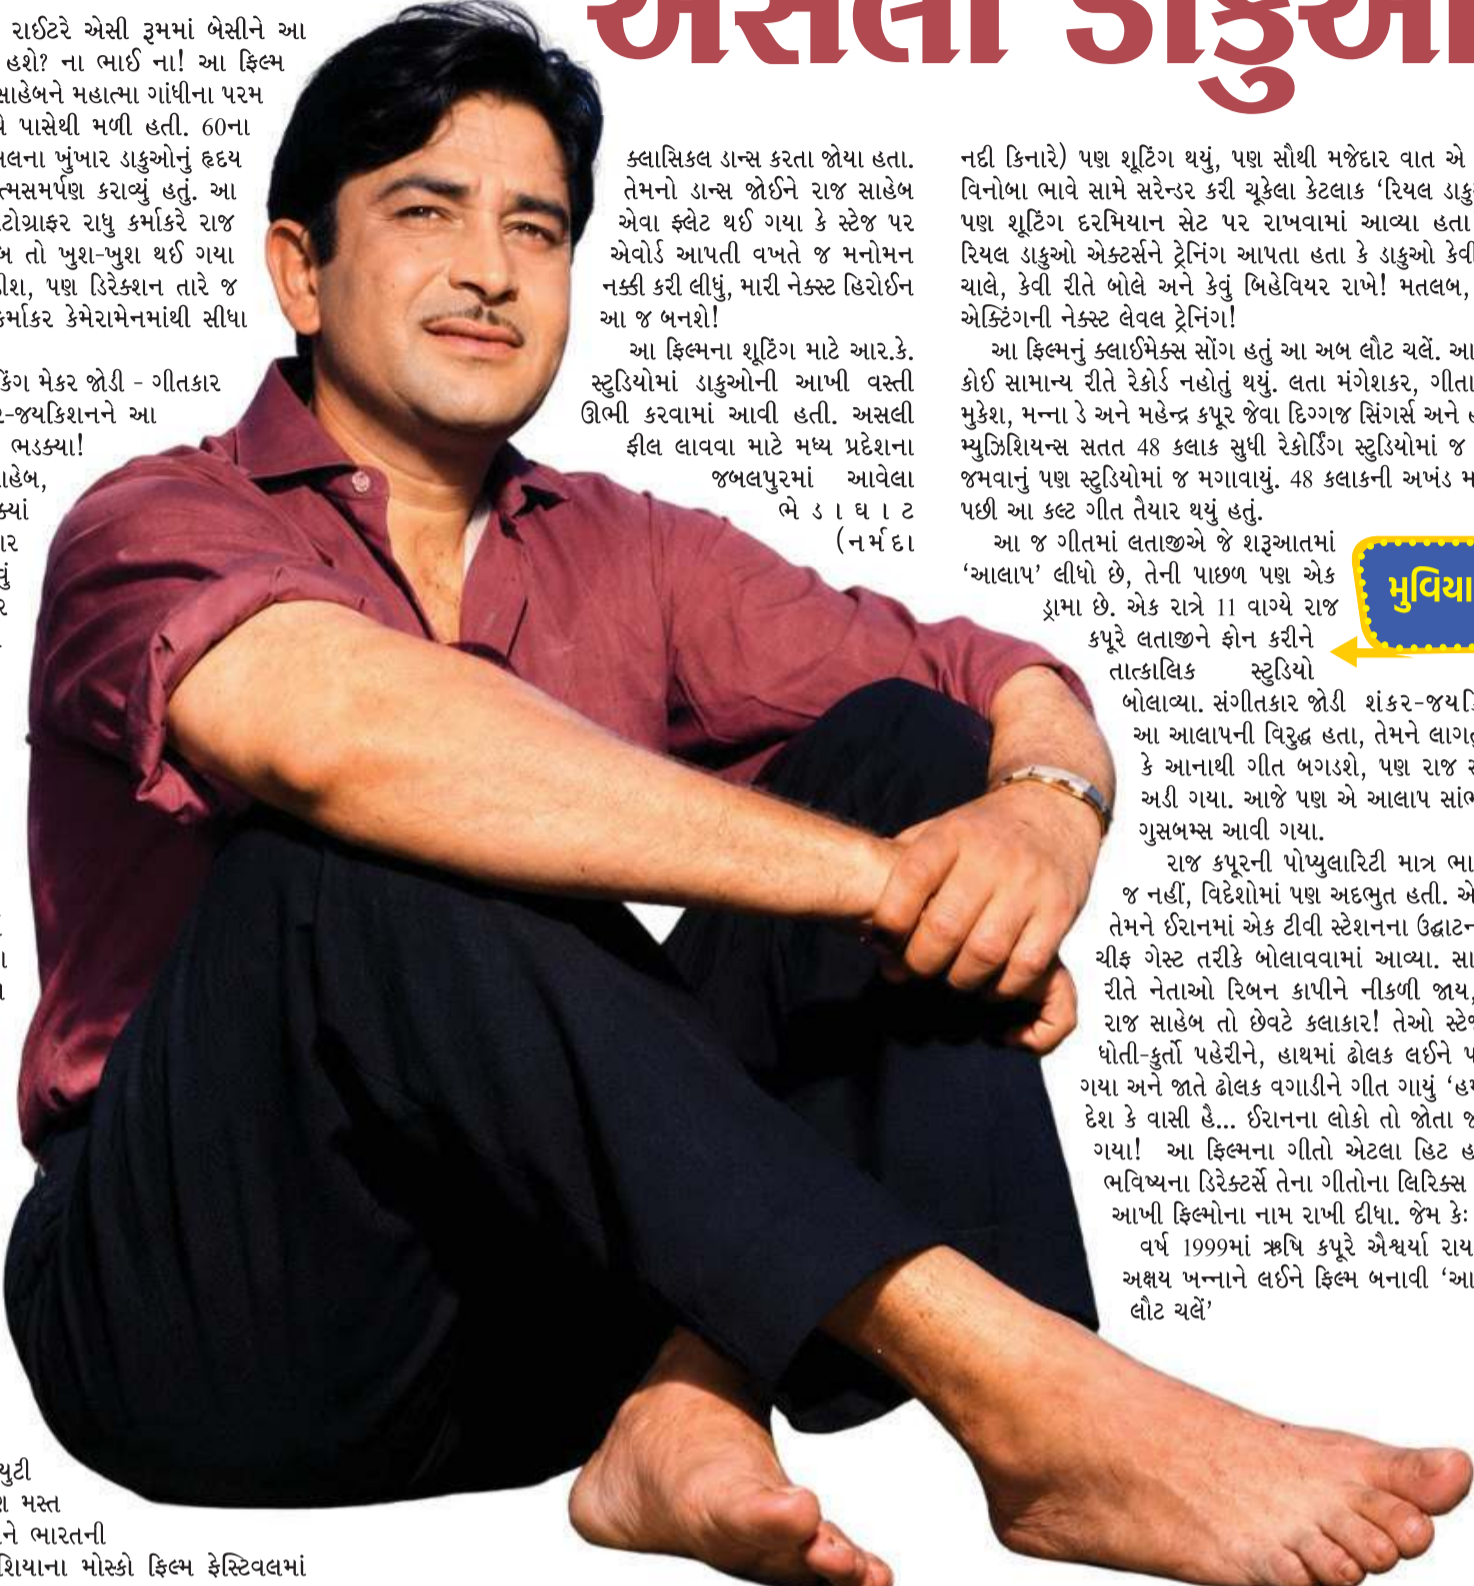 અસલી ડાકુઓ
રાઈટરે એસી રૂમમાં બેસીને આ
હશે? ના ભાઈ ના! આ ફિલ્મ
સાહેબને મહાત્મા ગાંધીના પરમ
પાસેથી મળી હતી. 60ના
ખુંખાર ડાકુઓનું હૃદય
કરાવ્યું હતું. આ
રાધુ કર્માકરે રાજ
તો ખુશ-ખુશ થઈ ગયા
પણ ડિરેક્શન તારે જ
કર્માકર કેમેરામેનમાંથી સીધા
કિંગ મેકર જોડી - ગીતકાર
-જયકિશનને આ
ભડક્યા!
મસ્ત
ભારતની
મોસ્કો ફિલ્મ ફેસ્ટિવલમાં
ક્લાસિકલ ડાન્સ કરતા જોયા હતા.
તેમનો ડાન્સ જોઈને રાજ સાહેબ
એવા ફ્લેટ થઈ ગયા કે સ્ટેજ પર
એવોર્ડ આપતી વખતે જ મનોમન
નક્કી કરી લીધું, મારી નેક્સ્ટ હિરોઈન
આ જ બનશે!
આ ફિલ્મના શૂટિંગ માટે આર.કે.
સ્ટુડિયોમાં ડાકુઓની આખી વસ્તી
ઊભી કરવામાં આવી હતી. અસલી
ફીલ લાવવા માટે મધ્ય પ્રદેશના
જબલપુરમાં આવેલા
ભેડાઘાટ
(નર્મદા
નદી કિનારે) પણ શૂટિંગ થયું, પણ સૌથી મજેદાર વાત એ
વિનોબા ભાવે સામે સરેન્ડર કરી ચૂકેલા કેટલાક ‘રિયલ
પણ શૂટિંગ દરમિયાન સેટ પર રાખવામાં આવ્યા હતા
રિયલ ડાકુઓ એક્ટર્સને ટ્રેનિંગ આપતા હતા કે ડાકુઓ કેવી
ચાલે, કેવી રીતે બોલે અને કેવું બિહેવિયર રાખે! મતલબ,
એક્ટિંગની નેક્સ્ટ લેવલ ટ્રેનિંગ!
આ ફિલ્મનું ક્લાઈમેક્સ સોંગ હતું આ અબ લૌટ ચલેં. આ
કોઈ સામાન્ય રીતે રેકોર્ડ નહોતું થયું. લતા મંગેશકર, ગીતા
મુકેશ, મન્ના ડે અને મહેન્દ્ર કપૂર જેવા દિગ્ગજ સિંગર્સ અને
મ્યુઝિશિયન્સ સતત 48 કલાક સુધી રેકોર્ડિંગ સ્ટુડિયોમાં જ
જમવાનું પણ સ્ટુડિયોમાં જ મગાવાયું. 48 કલાકની અખંડ
પછી આ કલ્ટ ગીત તૈયાર થયું હતું.
આ જ ગીતમાં લતાજીએ જે શરૂઆતમાં
‘આલાપ’ લીધો છે, તેની પાછળ પણ એક
ડ્રામા છે. એક રાત્રે 11 વાગ્યે રાજ
કપૂરે લતાજીને ફોન કરીને
તાત્કાલિક સ્ટુડિયો
બોલાવ્યા. સંગીતકાર જોડી શંકર-
આ આલાપની વિરુદ્ધ હતા, તેમને
કે આનાથી ગીત બગડશે, પણ રાજ
અડી ગયા. આજે પણ એ આલાપ
ગુસબમ્સ આવી ગયા.
રાજ કપૂરની પોપ્યુલારિટી માત્ર
જ નહીં, વિદેશોમાં પણ અદભુત હતી.
તેમને ઈરાનમાં એક ટીવી સ્ટેશનના
ચીફ ગેસ્ટ તરીકે બોલાવવામાં આવ્યા.
રીતે નેતાઓ રિબન કાપીને નીકળી જાય,
રાજ સાહેબ તો છેવટે કલાકાર! તેઓ
ધોતી-કુર્તો પહેરીને, હાથમાં ઢોલક લઈને
ગયા અને જાતે ઢોલક વગાડીને ગીત ગાયું
દેશ કે વાસી હૈ... ઈરાનના લોકો તો જોતા જ
ગયા! આ ફિલ્મના ગીતો એટલા હિટ
ભવિષ્યના ડિરેક્ટર્સે તેના ગીતોના લિરિક્સ
આખી ફિલ્મોના નામ રાખી દીધા. જેમ કેઃ
વર્ષ 1999માં ઋષિ કપૂરે ઐશ્વર્યા રાય
અક્ષય ખન્નાને લઈને ફિલ્મ બનાવી ‘આ
લૌટ ચલેં’